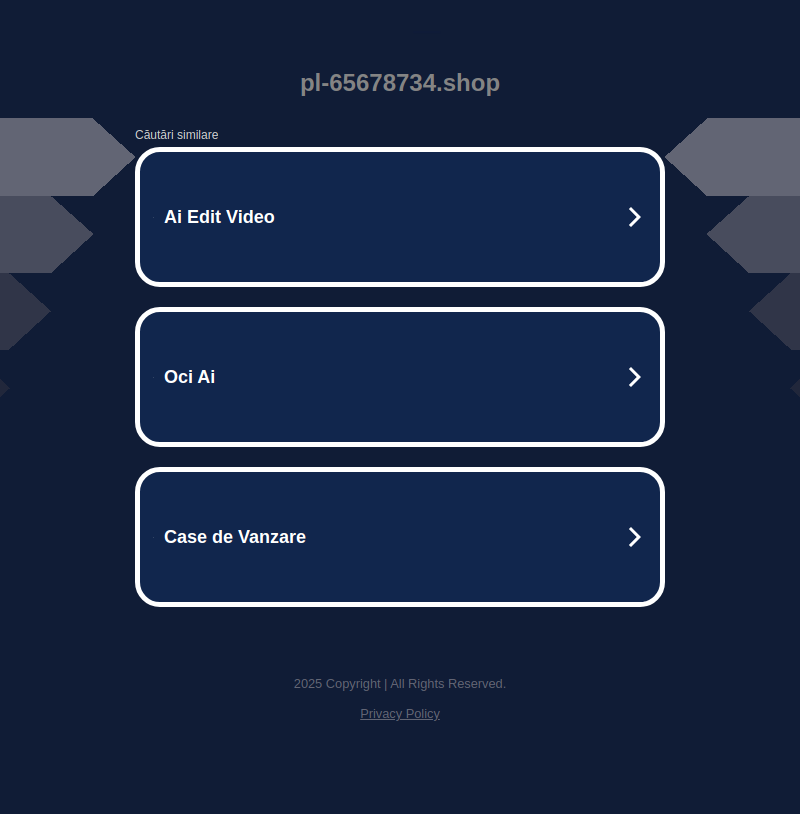 pl-65678734.shop
Căutări similare
Ai Edit Video
Oci Ai
Case de Vanzare
2025 Copyright | All Rights Reserved.
Privacy Policy